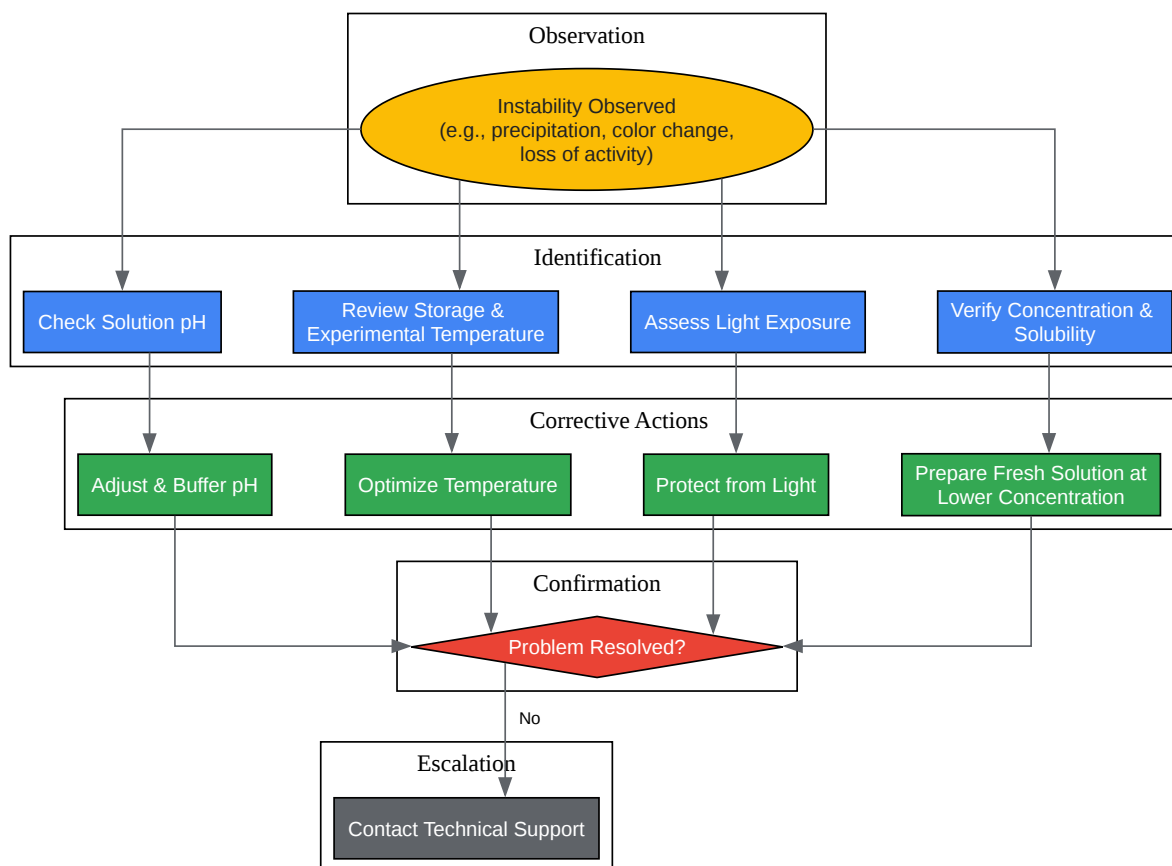 Observation
Instability Observed
(e.g., precipitation, color change,
loss of activity)
Identification
Check Solution pH
Review Storage &
Experimental Temperature
Assess Light Exposure
Verify Concentration &
Solubility
Corrective Actions
Adjust & Buffer pH
Optimize Temperature
Protect from Light
Prepare Fresh Solution at
Lower Concentration
Confirmation
Problem Resolved?
No
Escalation
Contact Technical Support